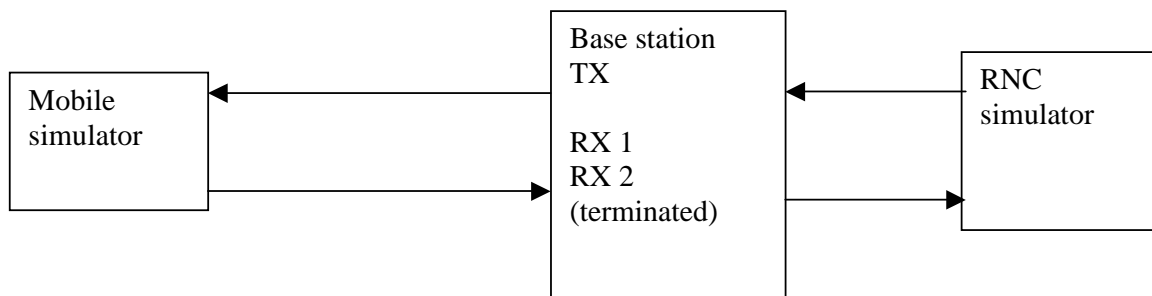 Mobile
simulator
Base station
TX
RX 1
RX 2
(terminated)
RNC
simulator